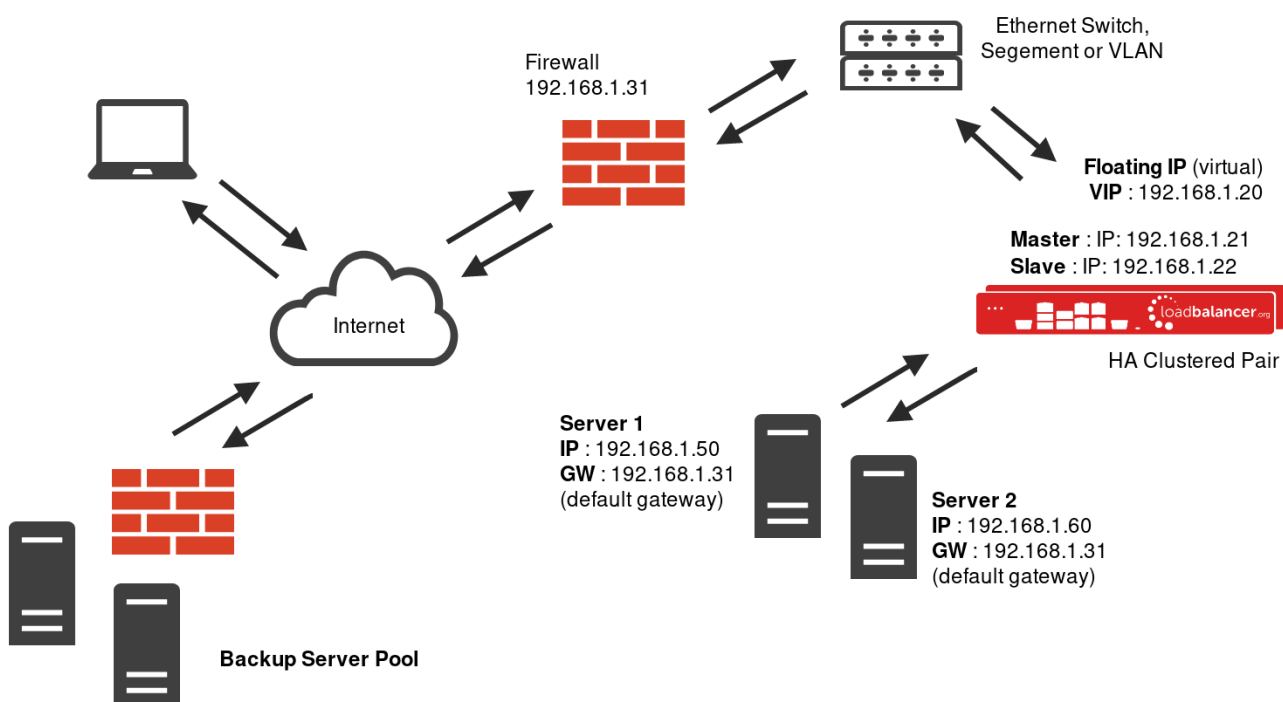 Ethernet Switch,
Segement or VLAN
Firewall
192.168.1.31
Floating IP (virtual)
VIP : 192.168.1.20
Master : IP: 192.168.1.21
Slave : IP: 192.168.1.22
loadbalancer.org
HA Clustered Pair
Internet
Server 1
IP : 192.168.1.50
GW : 192.168.1.31
(default gateway)
Server 2
IP : 192.168.1.60
GW : 192.168.1.31
(default gateway)
Backup Server Pool